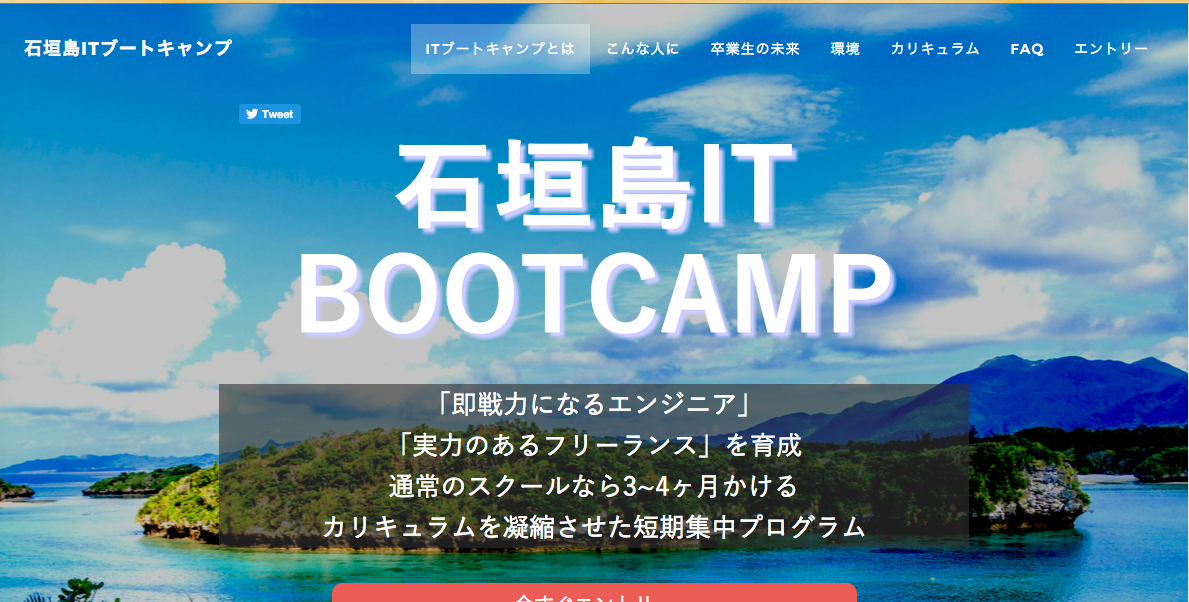 石垣島ITブートキャンプ
ITブートキャンプとは こんな人に 卒業生の未来 環境 カリキュラム FAQ エントリー
Tweet
石垣島IT
BOOTCAMP
「即戦力になるエンジニア」
「実力のあるフリーランス」を育成
通常のスクールなら3~4ヶ月かける
カリキュラムを凝縮させた短期集中プログラム